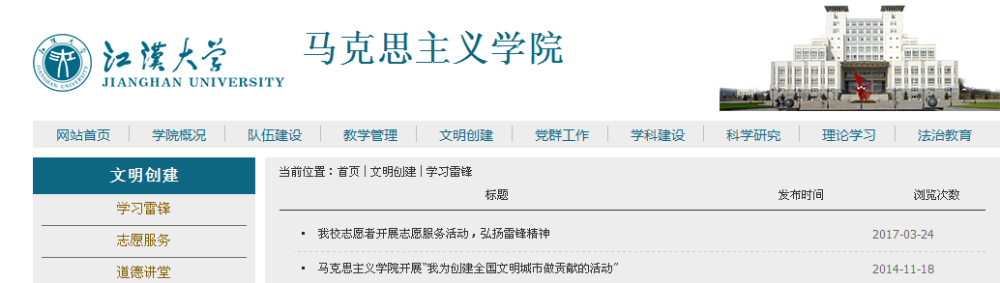 江漢大学
JIANGHAN UNIVERSITY
马克思主义学院
网站首页 学院概况 队伍建设 教学管理 文明创建 党群工作 学科建设 科学研究 理论学习 法治教育
文明创建
学习雷锋
志愿服务
道德讲堂
当前位置：首页 | 文明创建 | 学习雷锋
标题 发布时间 浏览次数
我校志愿者开展志愿服务活动，弘扬雷锋精神 2017-03-24
马克思主义学院开展“我为创建全国文明城市做贡献的活动” 2014-11-18